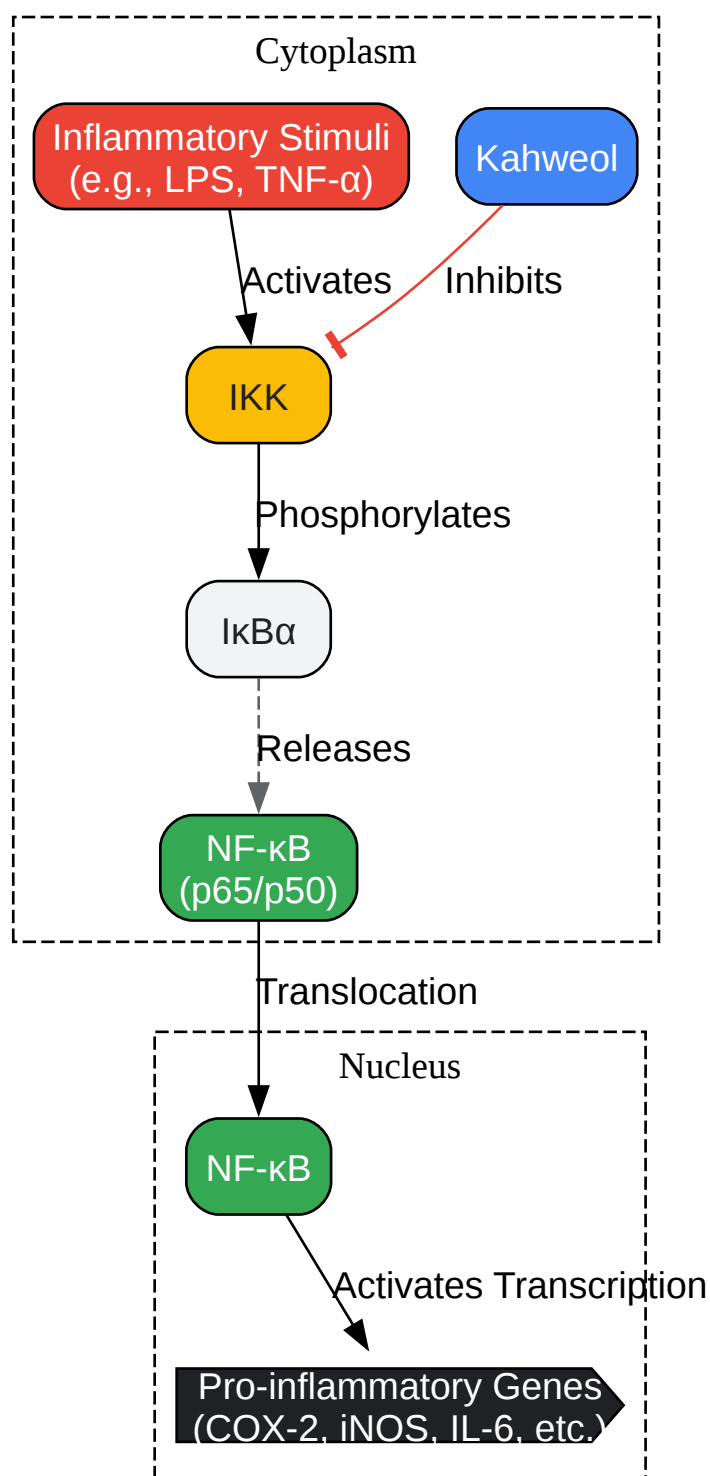 Cytoplasm
Inflammatory Stimuli
(e.g., LPS, TNF-α)
Kahweol
Activates
Inhibits
IKK
Phosphorylates
IκBα
Releases
NF-κB
(p65/p50)
Translocation
Nucleus
NF-κB
Activates Transcription
Pro-inflammatory Genes
(COX-2, iNOS, IL-6, etc.)